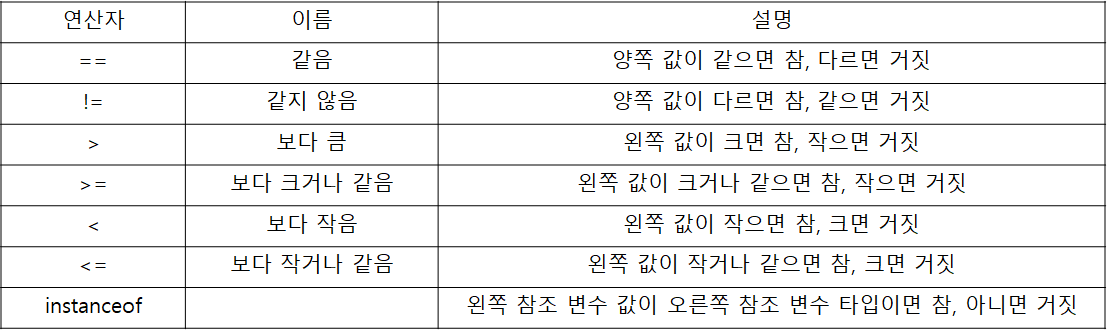 연산자 이름 설명
== 같음 양쪽 값이 같으면 참, 다르면 거짓
!= 같지 않음 양쪽 값이 다르면 참, 같으면 거짓
> 보다 큼 왼쪽 값이 크면 참, 작으면 거짓
>= 보다 크거나 같음 왼쪽 값이 크거나 같으면 참, 작으면 거짓
< 보다 작음 왼쪽 값이 작으면 참, 크면 거짓
<= 보다 작거나 같음 왼쪽 값이 작거나 같으면 참, 크면 거짓
instanceof 왼쪽 참조 변수 값이 오른쪽 참조 변수 타입이면 참, 아니면 거짓